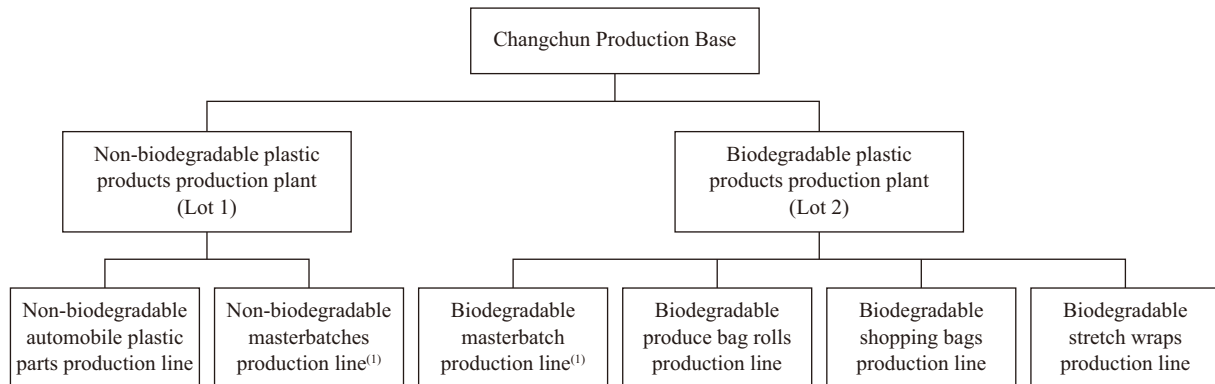 Changchun Production Base
Non-biodegradable plastic
products production plant
(Lot 1)
Biodegradable plastic
products production plant
(Lot 2)
Non-biodegradable
automobile plastic
parts production line
Non-biodegradable
masterbatches
production line(1)
Biodegradable
masterbatch
production line(1)
Biodegradable
produce bag rolls
production line
Biodegradable
shopping bags
production line
Biodegradable
stretch wraps
production line